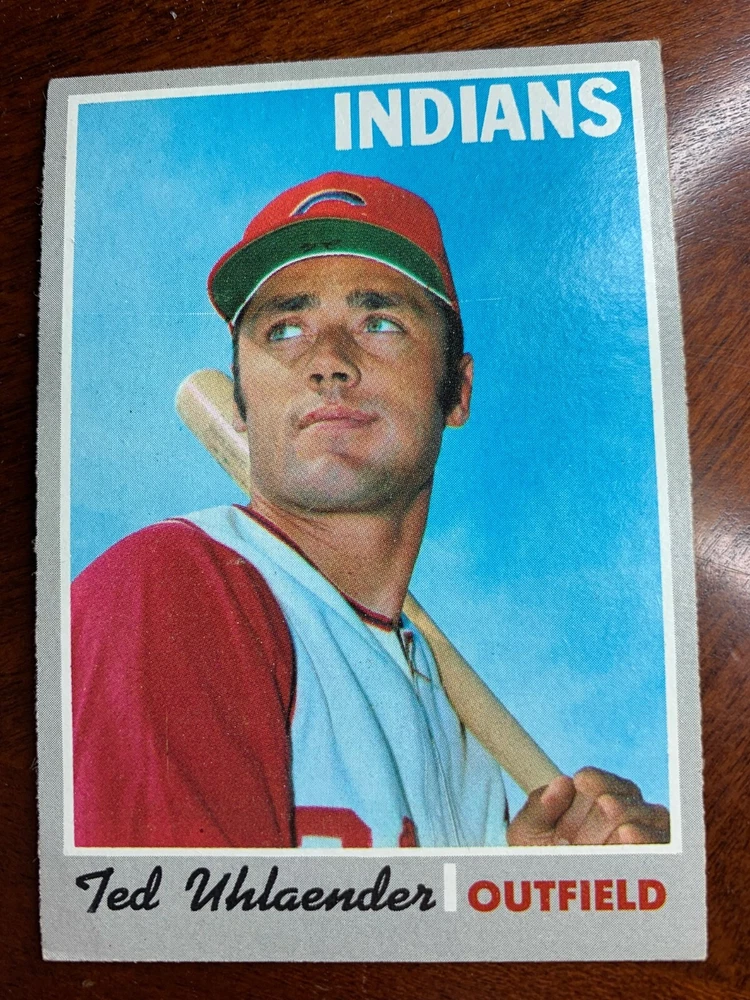 INDIANS
Ted Uhlaender
OUTFIELD